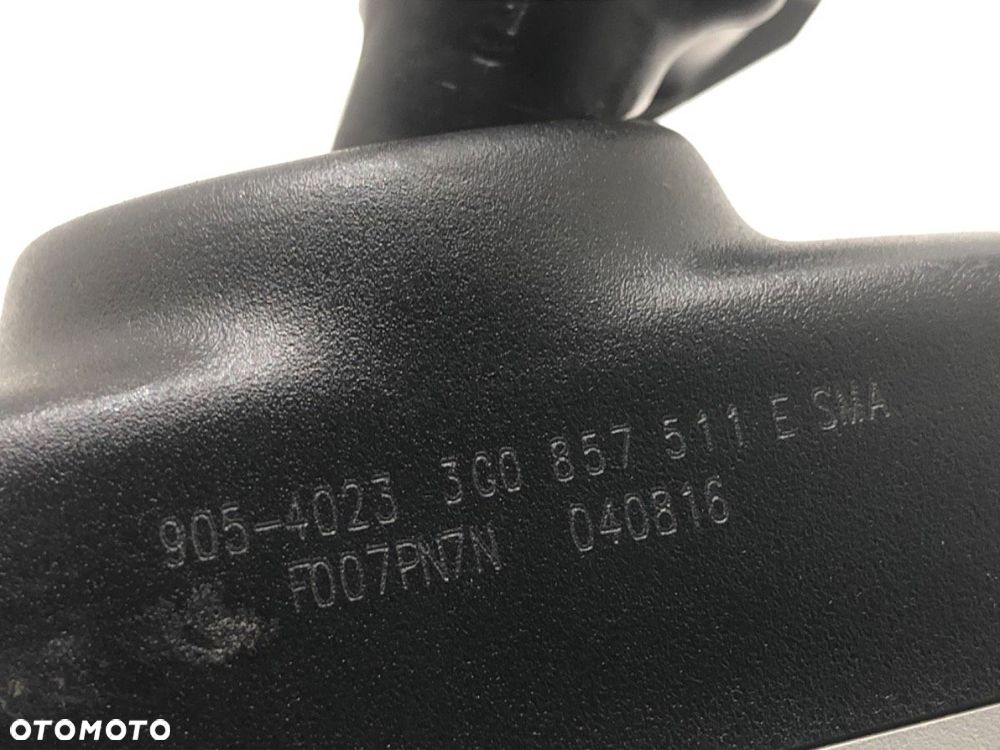 905-4023 3G0 857 511 E SMA
F007PN7N 040816
OTOMOTO